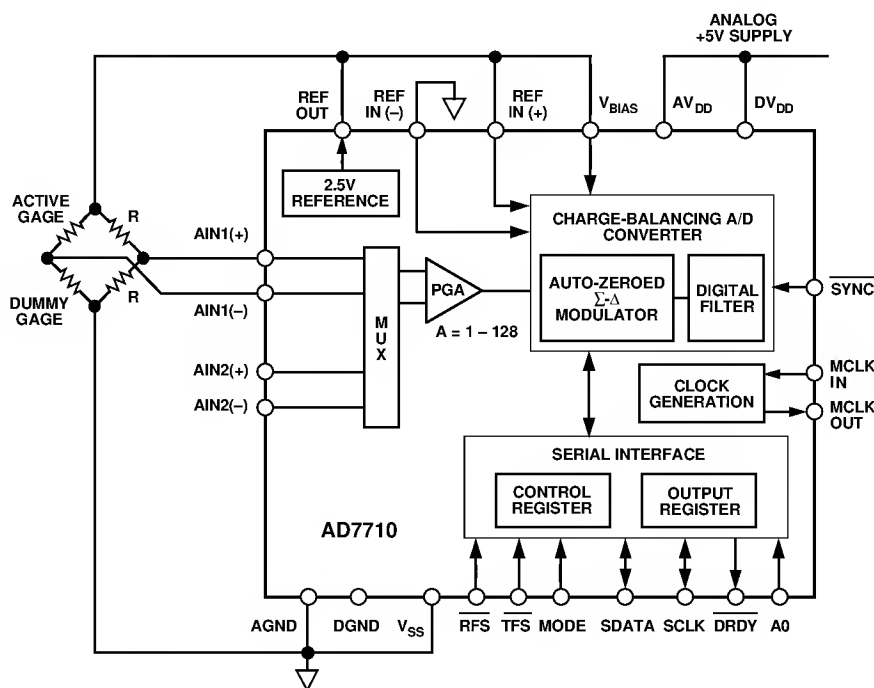 ANALOG
+5V SUPPLY
REF
OUT
REF
IN (–)
REF
IN (+)
VBIAS
AVDD
DVDD
2.5V
REFERENCE
ACTIVE
GAGE
R
DUMMY
GAGE
R
AIN1(+)
AIN1(–)
AIN2(+)
AIN2(–)
MUX
PGA
A = 1 – 128
CHARGE-BALANCING A/D
CONVERTER
AUTO-ZEROED
Σ-Δ
MODULATOR
DIGITAL
FILTER
SYNC
CLOCK
GENERATION
MCLK
IN
MCLK
OUT
SERIAL INTERFACE
CONTROL
REGISTER
OUTPUT
REGISTER
AD7710
AGND
DGND
VSS
RFS
TFS
MODE
SDATA
SCLK
DRDY
A0